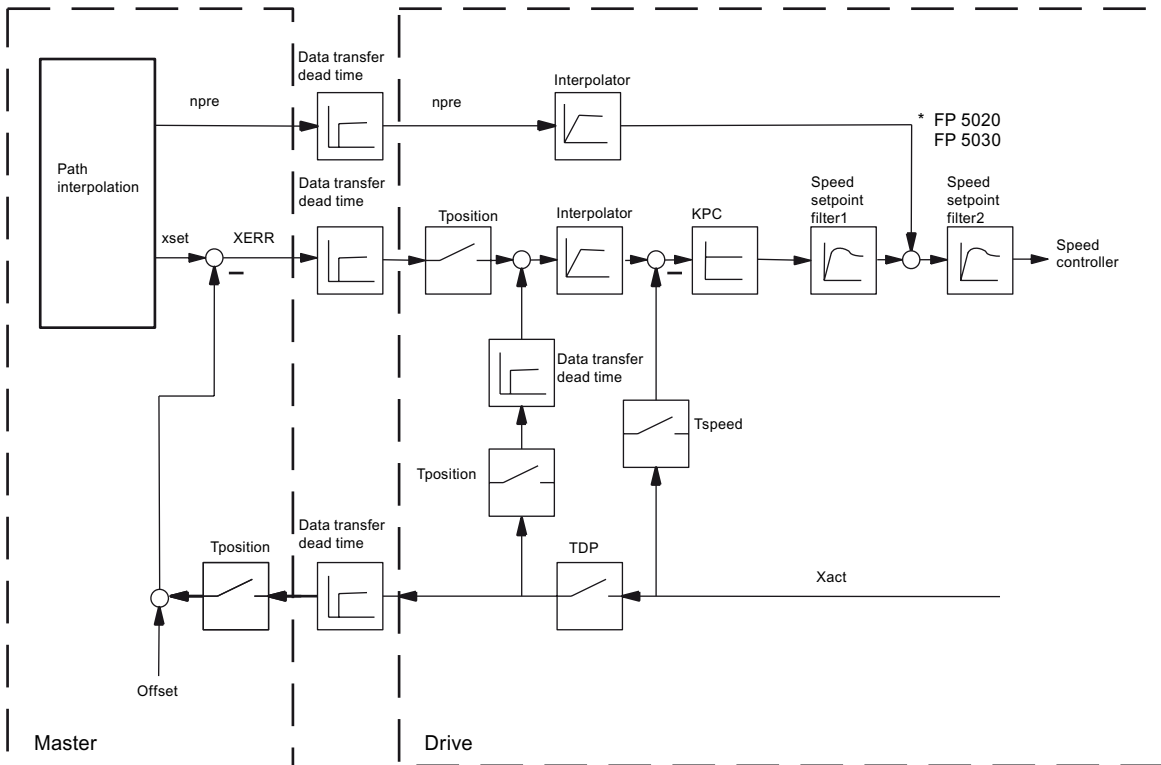 Data transfer
dead time
npre
npre
Interpolator
* FP 5020
FP 5030
Path
interpolation
Data transfer
dead time
Tposition
Interpolator
KPC
Speed
setpoint
filter1
Speed
setpoint
filter2
xset
XERR
Speed
controller
Data transfer
dead time
Tspeed
Tposition
Data transfer
dead time
Tposition
TDP
Xact
Offset
Master
Drive